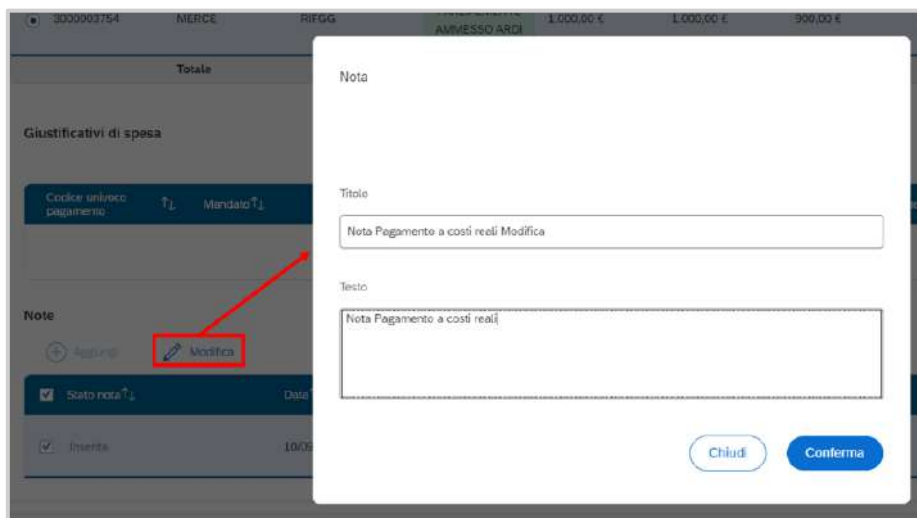 3000003754 MERCE RIFGG 1.000,00 € 1.000,00 € 900,00 €
AMMESSO ARDI
Totale
Nota
Giustificativi di spesa
Codice univoco pagamento Mandato
Titolo
Nota Pagamento a costi reali Modifica
Testo
Nota Pagamento a costi reali
Note
Aggiungi Modifica
Stato nota Data
Inserita 10/09
Chiudi Conferma